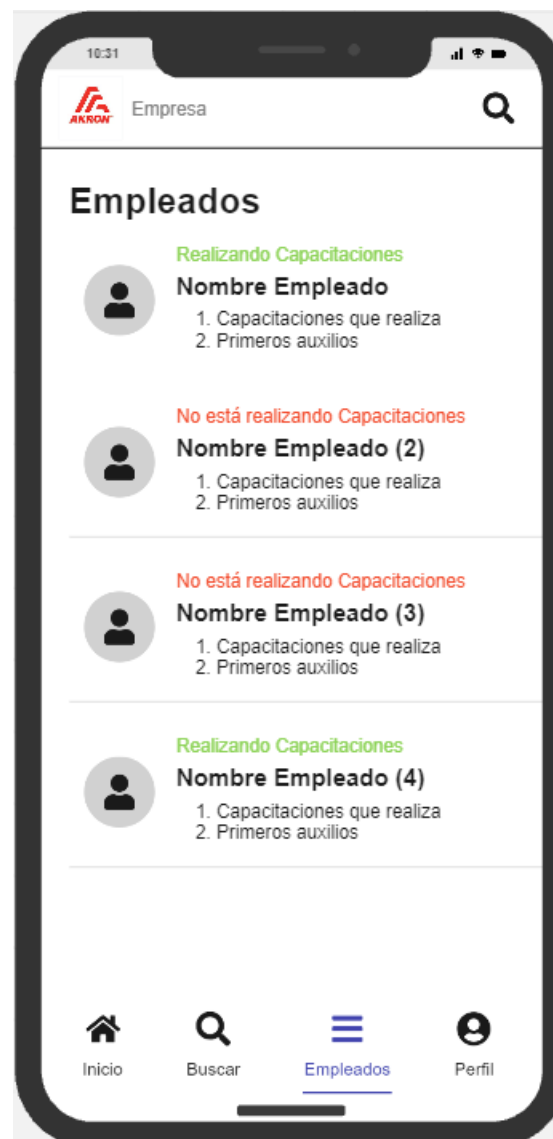 10:31
AKRON
Empresa
Empleados
Realizando Capacitaciones
Nombre Empleado
1. Capacitaciones que realiza
2. Primeros auxilios
No está realizando Capacitaciones
Nombre Empleado (2)
1. Capacitaciones que realiza
2. Primeros auxilios
No está realizando Capacitaciones
Nombre Empleado (3)
1. Capacitaciones que realiza
2. Primeros auxilios
Realizando Capacitaciones
Nombre Empleado (4)
1. Capacitaciones que realiza
2. Primeros auxilios
Inicio
Buscar
Empleados
Perfil